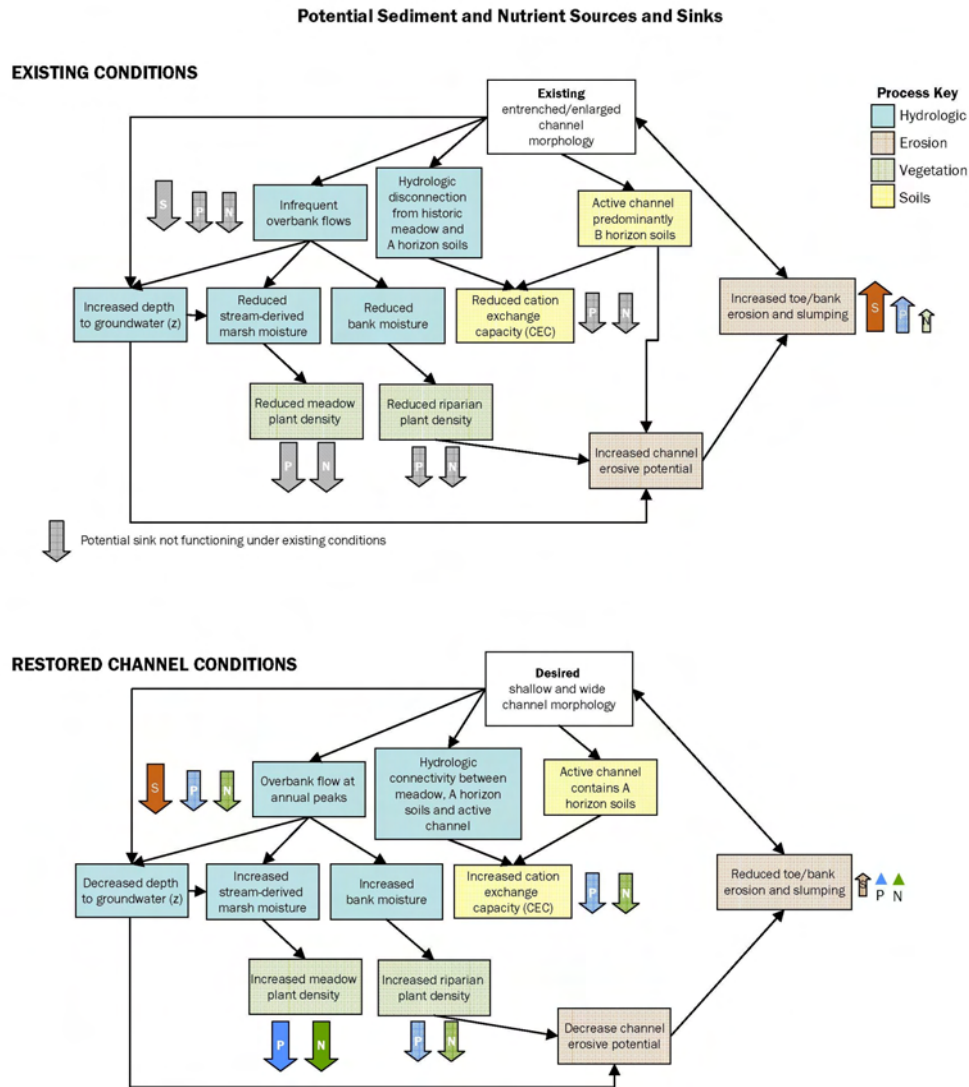 Potential Sediment and Nutrient Sources and Sinks
EXISTING CONDITIONS
Existing
entrenched/enlarged
channel
morphology
Process Key
Hydrologic
Erosion
Vegetation
Soils
S
P
N
Infrequent
overbank flows
Hydrologic
disconnection
from historic
meadow and
A horizon soils
Active channel
predominantly
B horizon soils
Increased depth
to groundwater (z)
Reduced
stream-derived
marsh moisture
Reduced
bank moisture
Reduced cation
exchange
capacity (CEC)
P
N
Increased toe/bank
erosion and slumping
S
P
N
Reduced meadow
plant density
Reduced riparian
plant density
P
N
P
N
Increased channel
erosive potential
Potential sink not functioning under existing conditions
RESTORED CHANNEL CONDITIONS
Desired
shallow and wide
channel morphology
S
P
N
Overbank flow at
annual peaks
Hydrologic
connectivity between
meadow, A horizon
soils and active
channel
Active channel
contains A
horizon soils
Decreased depth
to groundwater (z)
Increased
stream-derived
marsh moisture
Increased
bank moisture
Increased cation
exchange
capacity (CEC)
P
N
Reduced toe/bank
erosion and slumping
S
P N
Increased meadow
plant density
Increased riparian
plant density
P
N
P
N
Decrease channel
erosive potential